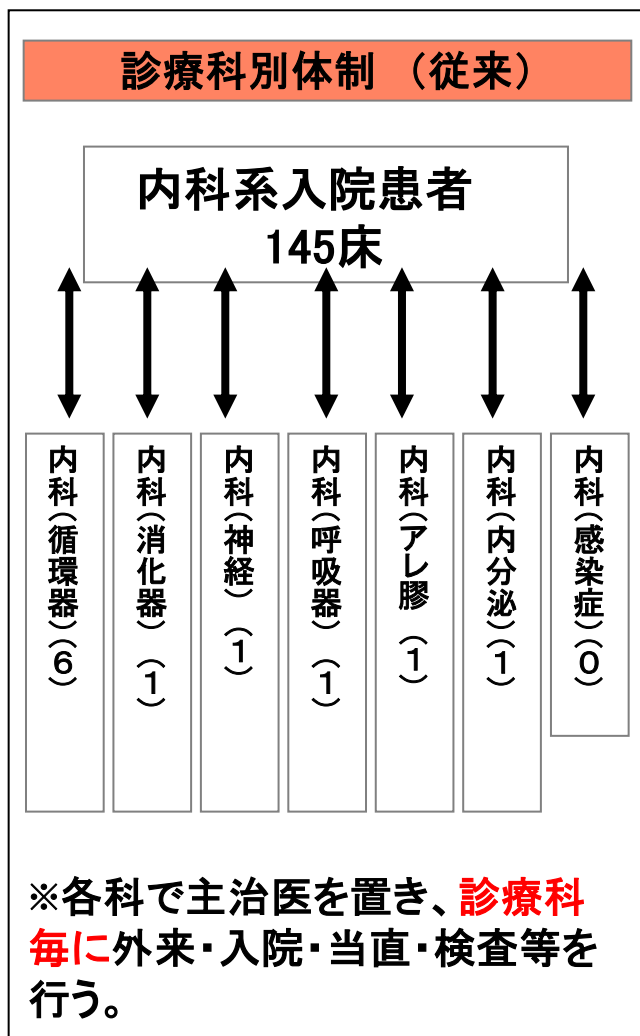 診療科別体制 （従来）
内科系入院患者
145床
内科（循環器）（６）
内科（消化器）（１）
内科（神経）（１）
内科（呼吸器）（１）
内科（アレ膠（１）
内科（内分泌）（１）
内科（感染症）（０）
※各科で主治医を置き、診療科
毎に外来・入院・当直・検査等を
行う。